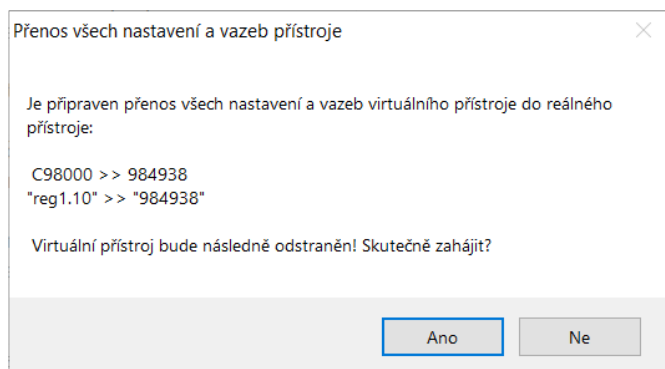 Přenos všech nastavení a vazeb přístroje
Je připraven přenos všech nastavení a vazeb virtuálního přístroje do reálného
přístroje:
C98000 >> 984938
"reg1.10" >> "984938"
Virtuální přístroj bude následně odstraněn! Skutečně zahájit?
Ano
Ne